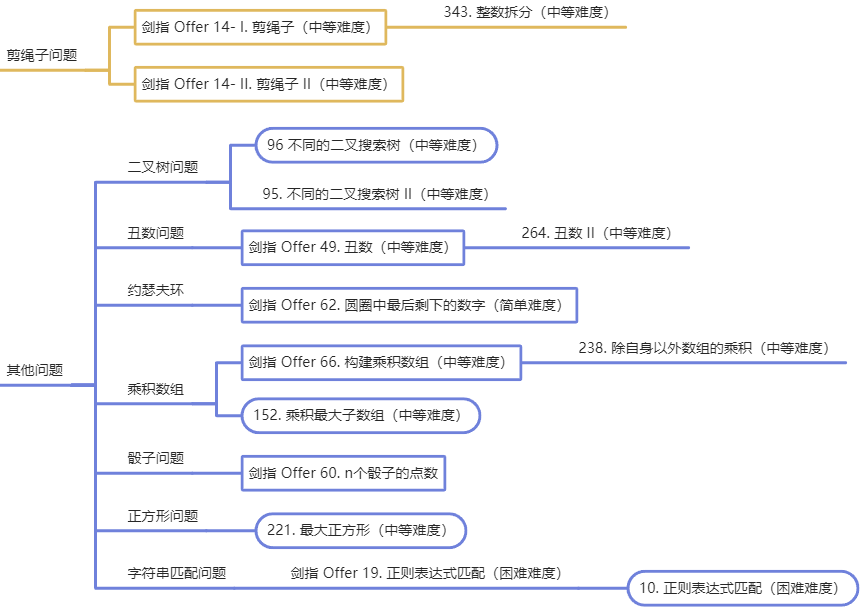 剪绳子问题
剑指 Offer 14- I. 剪绳子（中等难度）
343. 整数拆分（中等难度）
剑指 Offer 14- II. 剪绳子 II（中等难度）
其他问题
二叉树问题
96 不同的二叉搜索树（中等难度）
95. 不同的二叉搜索树 II（中等难度）
丑数问题
剑指 Offer 49. 丑数（中等难度）
264. 丑数 II（中等难度）
约瑟夫环
剑指 Offer 62. 圆圈中最后剩下的数字（简单难度）
乘积数组
剑指 Offer 66. 构建乘积数组（中等难度）
238. 除自身以外数组的乘积（中等难度）
152. 乘积最大子数组（中等难度）
骰子问题
剑指 Offer 60. n个骰子的点数
正方形问题
221. 最大正方形（中等难度）
字符串匹配问题
剑指 Offer 19. 正则表达式匹配（困难难度）
10. 正则表达式匹配（困难难度）